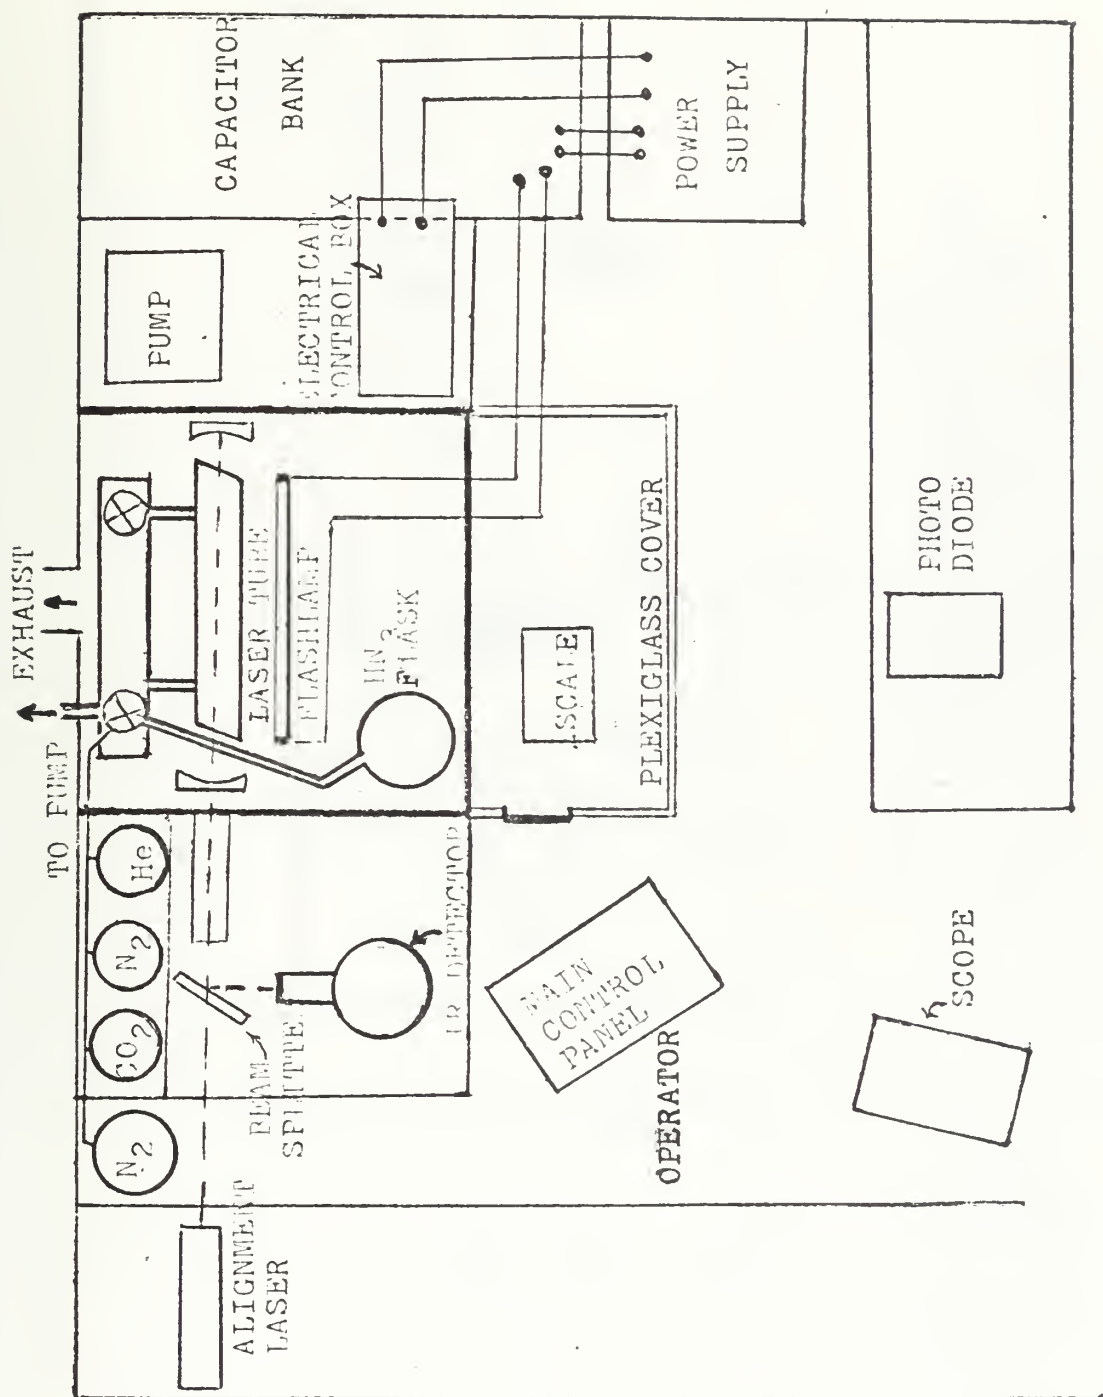 EXHAUST
TO PUMP
CAPACITOR
BANK
PUMP
ELECTRICAL
CONTROL BOX
POWER
SUPPLY
He
N2
CO2
N2
LASER TUBE
FLASHLAMP
HN3
FLASK
SCALE
PLEXIGLASS COVER
PHOTO
DIODE
BEAM
SPLITTER
IR DETECTOR
MAIN
CONTROL
PANEL
OPERATOR
SCOPE
ALIGNMENT
LASER